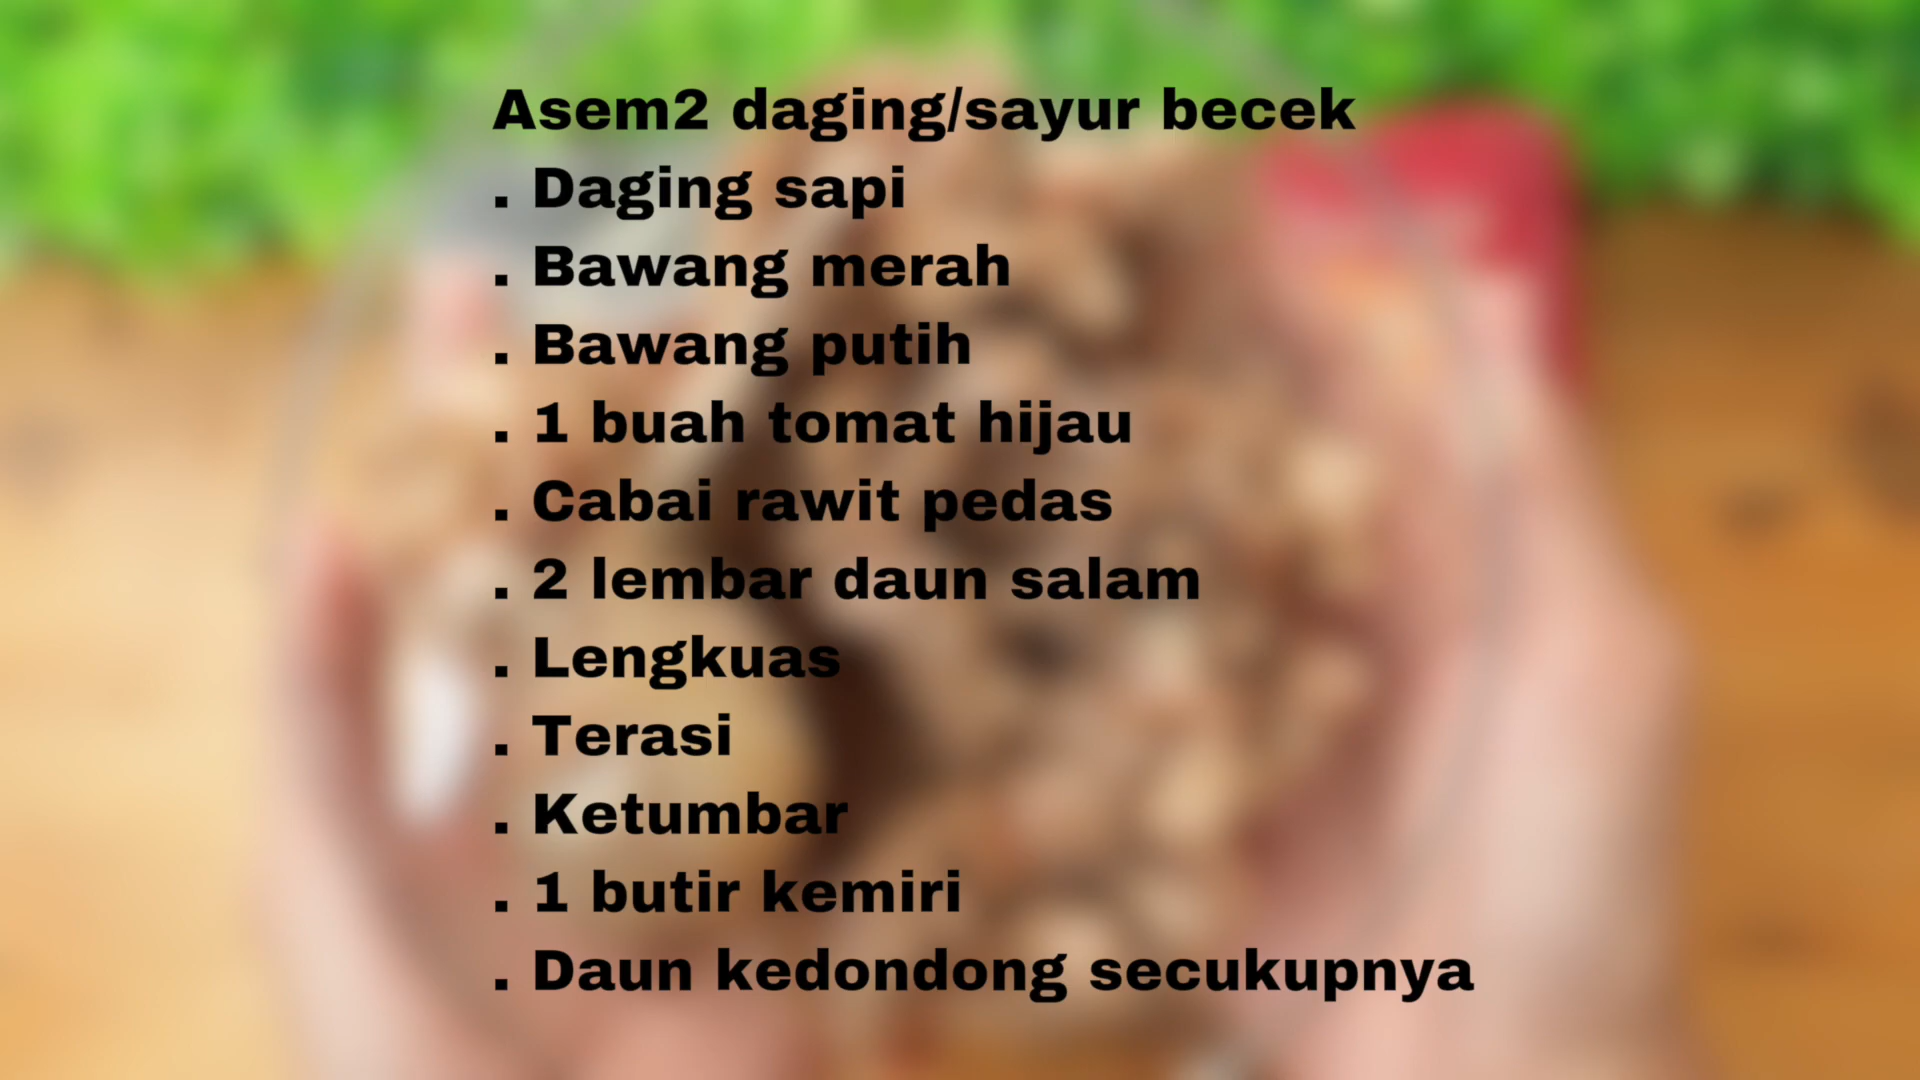 Asem2 daging/sayur becek
. Daging sapi
. Bawang merah
. Bawang putih
. 1 buah tomat hijau
. Cabai rawit pedas
. 2 lembar daun salam
. Lengkuas
. Terasi
. Ketumbar
. 1 butir kemiri
. Daun kedondong secukupnya